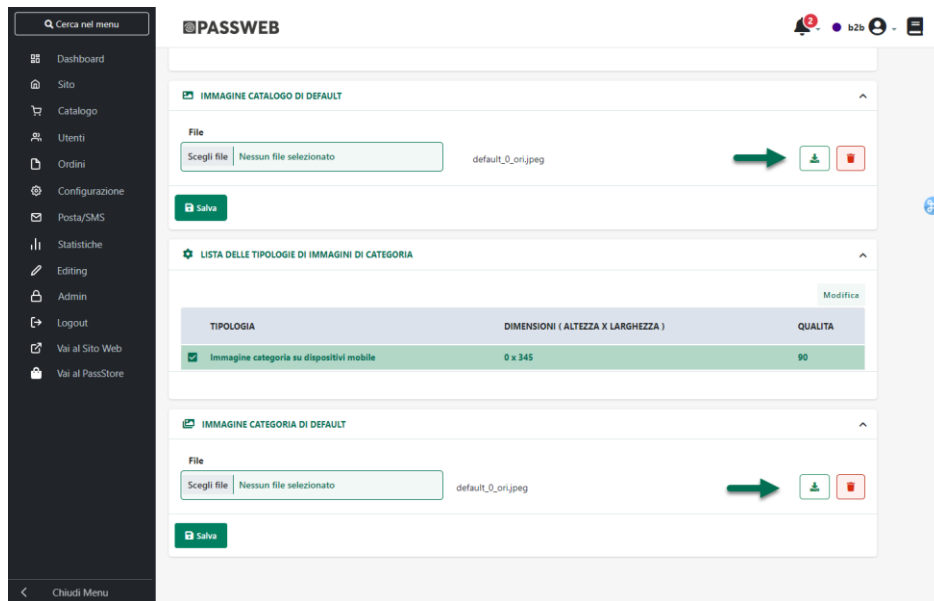 Cerca nel menu
PASSWEB
2
b2b
Dashboard
Sito
Catalogo
Utenti
Ordini
Configurazione
Posta/SMS
Statistiche
Editing
Admin
Logout
Vai al Sito Web
Vai al PassStore
Chiudi Menu
IMMAGINE CATALOGO DI DEFAULT
File
Scegli file Nessun file selezionato default_0_ori.jpeg
Salva
LISTA DELLE TIPOLOGIE DI IMMAGINI DI CATEGORIA
Modifica
TIPOLOGIA DIMENSIONI ( ALTEZZA X LARGHEZZA ) QUALITA
Immagine categoria su dispositivi mobile 0 x 345 90
IMMAGINE CATEGORIA DI DEFAULT
File
Scegli file Nessun file selezionato default_0_ori.jpeg
Salva